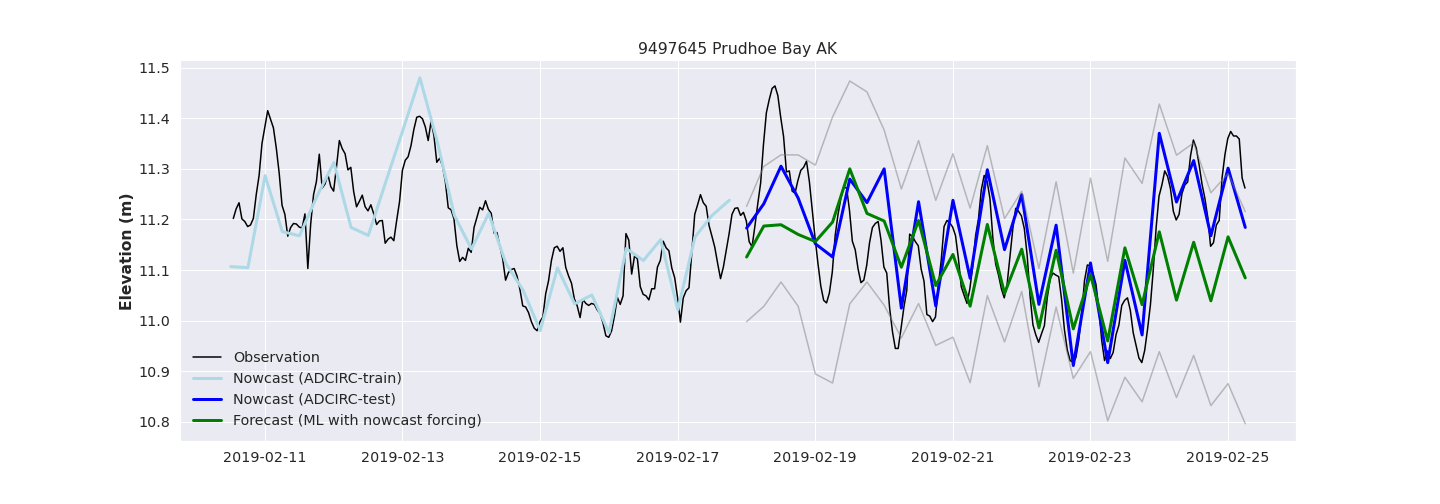 9497645 Prudhoe Bay AK
Elevation (m)
11.5
11.4
11.3
11.2
11.1
11.0
10.9
10.8
Observation
Nowcast (ADCIRC-train)
Nowcast (ADCIRC-test)
Forecast (ML with nowcast forcing)
2019-02-11 2019-02-13 2019-02-15 2019-02-17 2019-02-19 2019-02-21 2019-02-23 2019-02-25